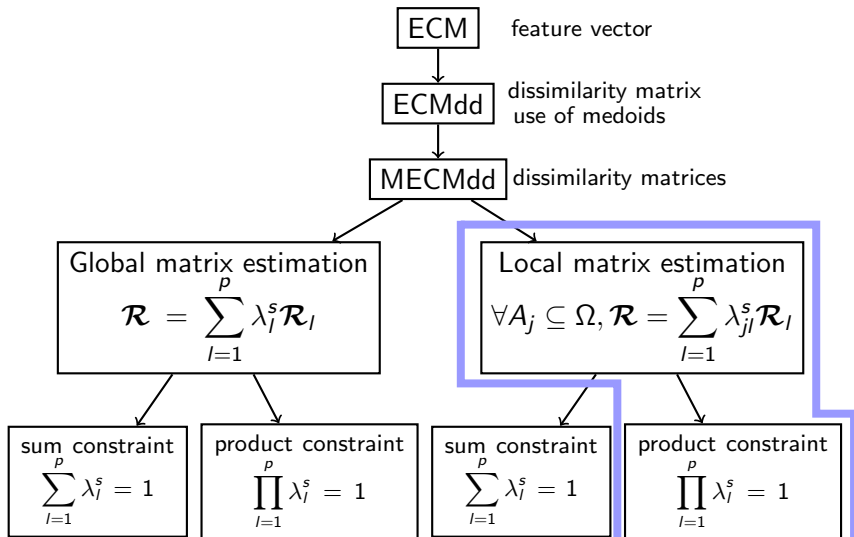 ECM feature vector
ECMdd dissimilarity matrix
use of medoids
MECMdd dissimilarity matrices
Global matrix estimation
𝓡 = ∑_{l=1}^{p} λ_l^s 𝓡_l
Local matrix estimation
∀A_j ⊆ Ω, 𝓡 = ∑_{l=1}^{p} λ_{jl}^s 𝓡_l
sum constraint
∑_{l=1}^{p} λ_l^s = 1
product constraint
∏_{l=1}^{p} λ_l^s = 1
sum constraint
∑_{l=1}^{p} λ_l^s = 1
product constraint
∏_{l=1}^{p} λ_l^s = 1